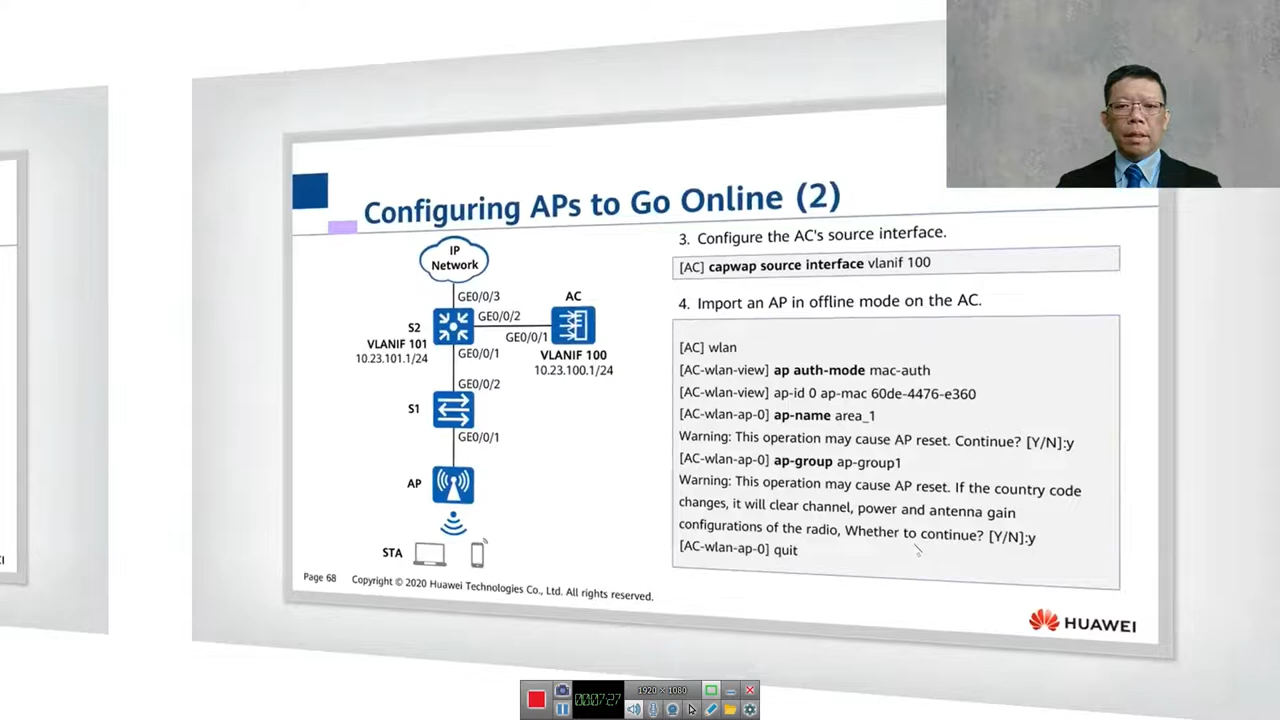 Configuring APs to Go Online (2)
IP
Network
GE0/0/3
AC
GE0/0/2
S2
GE0/0/1
VLANIF 101
10.23.101.1/24
GE0/0/1
VLANIF 100
10.23.100.1/24
GE0/0/2
S1
GE0/0/1
AP
STA
3. Configure the AC's source interface.
[AC] capwap source interface vlanif 100
4. Import an AP in offline mode on the AC.
[AC] wlan
[AC-wlan-view] ap auth-mode mac-auth
[AC-wlan-view] ap-id 0 ap-mac 60de-4476-e360
[AC-wlan-ap-0] ap-name area_1
Warning: This operation may cause AP reset. Continue? [Y/N]:y
[AC-wlan-ap-0] ap-group ap-group1
Warning: This operation may cause AP reset. If the country code
changes, it will clear channel, power and antenna gain
configurations of the radio, Whether to continue? [Y/N]:y
[AC-wlan-ap-0] quit
Page 68 Copyright © 2020 Huawei Technologies Co., Ltd. All rights reserved.
HUAWEI
00:07:27
1920 × 1080